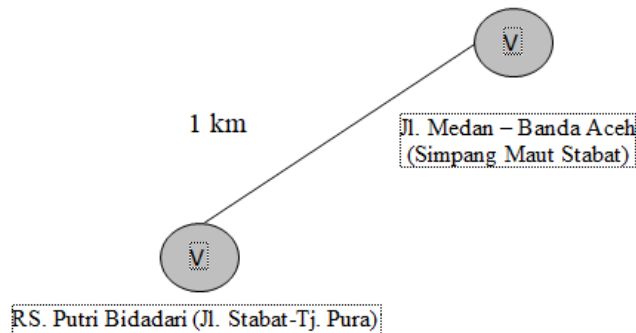 V
1 km
Jl. Medan – Banda Aceh
(Simpang Maut Stabat)
V
RS. Putri Bidadari (Jl. Stabat-Tj. Pura)